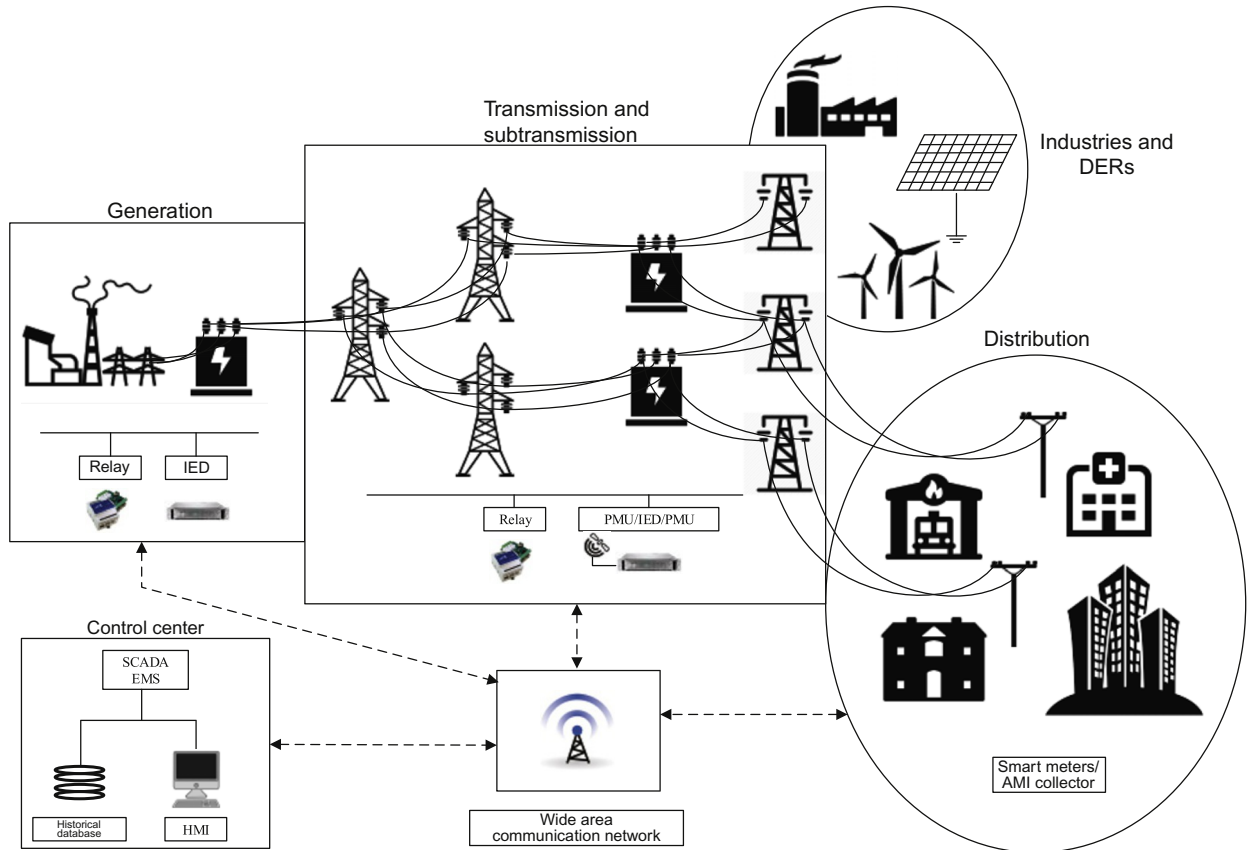 Transmission and
subtransmission
Industries and
DERs
Generation
Distribution
Relay
IED
Relay
PMU/IED/PMU
Control center
SCADA
EMS
Historical
database
HMI
Wide area
communication network
Smart meters/
AMI collector